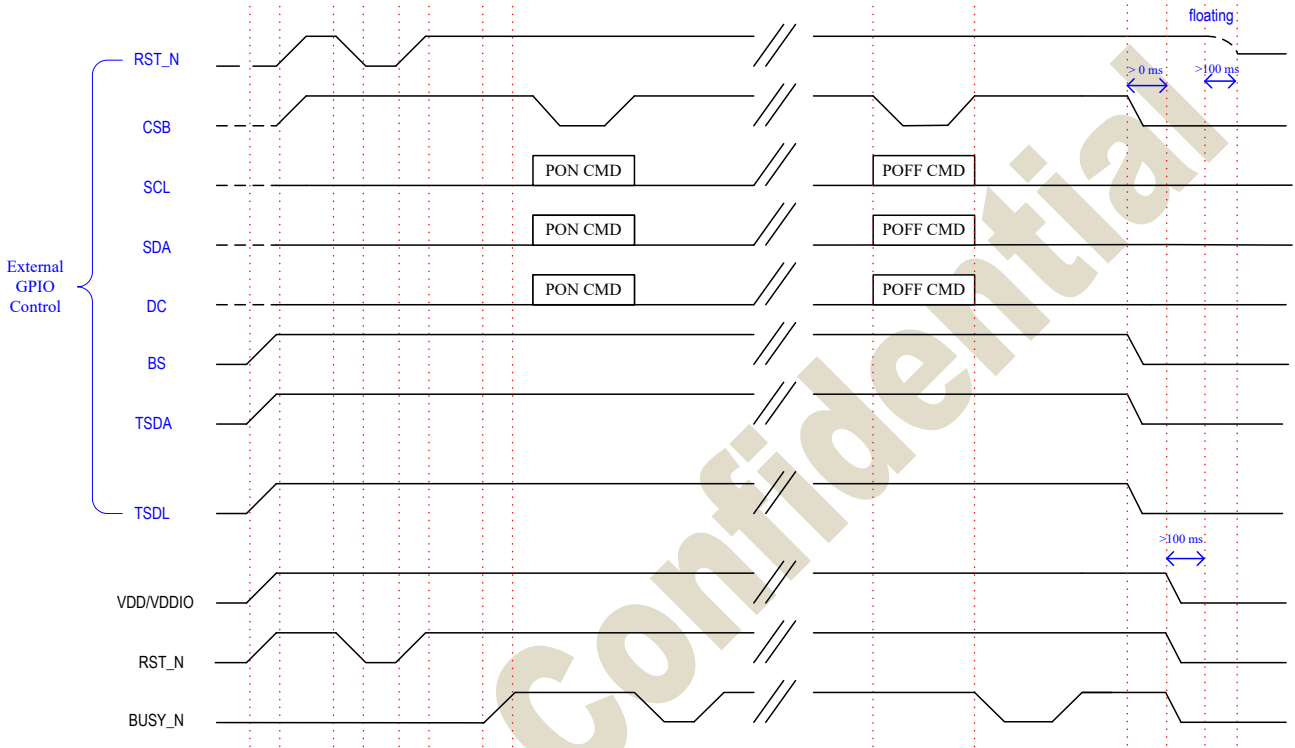 floating
RST_N
> 0 ms
>100 ms
CSB
PON CMD
POFF CMD
SCL
PON CMD
POFF CMD
SDA
External
GPIO
Control
PON CMD
POFF CMD
DC
BS
TSDA
TSDL
>100 ms
VDD/VDDIO
RST_N
BUSY_N
Confidential